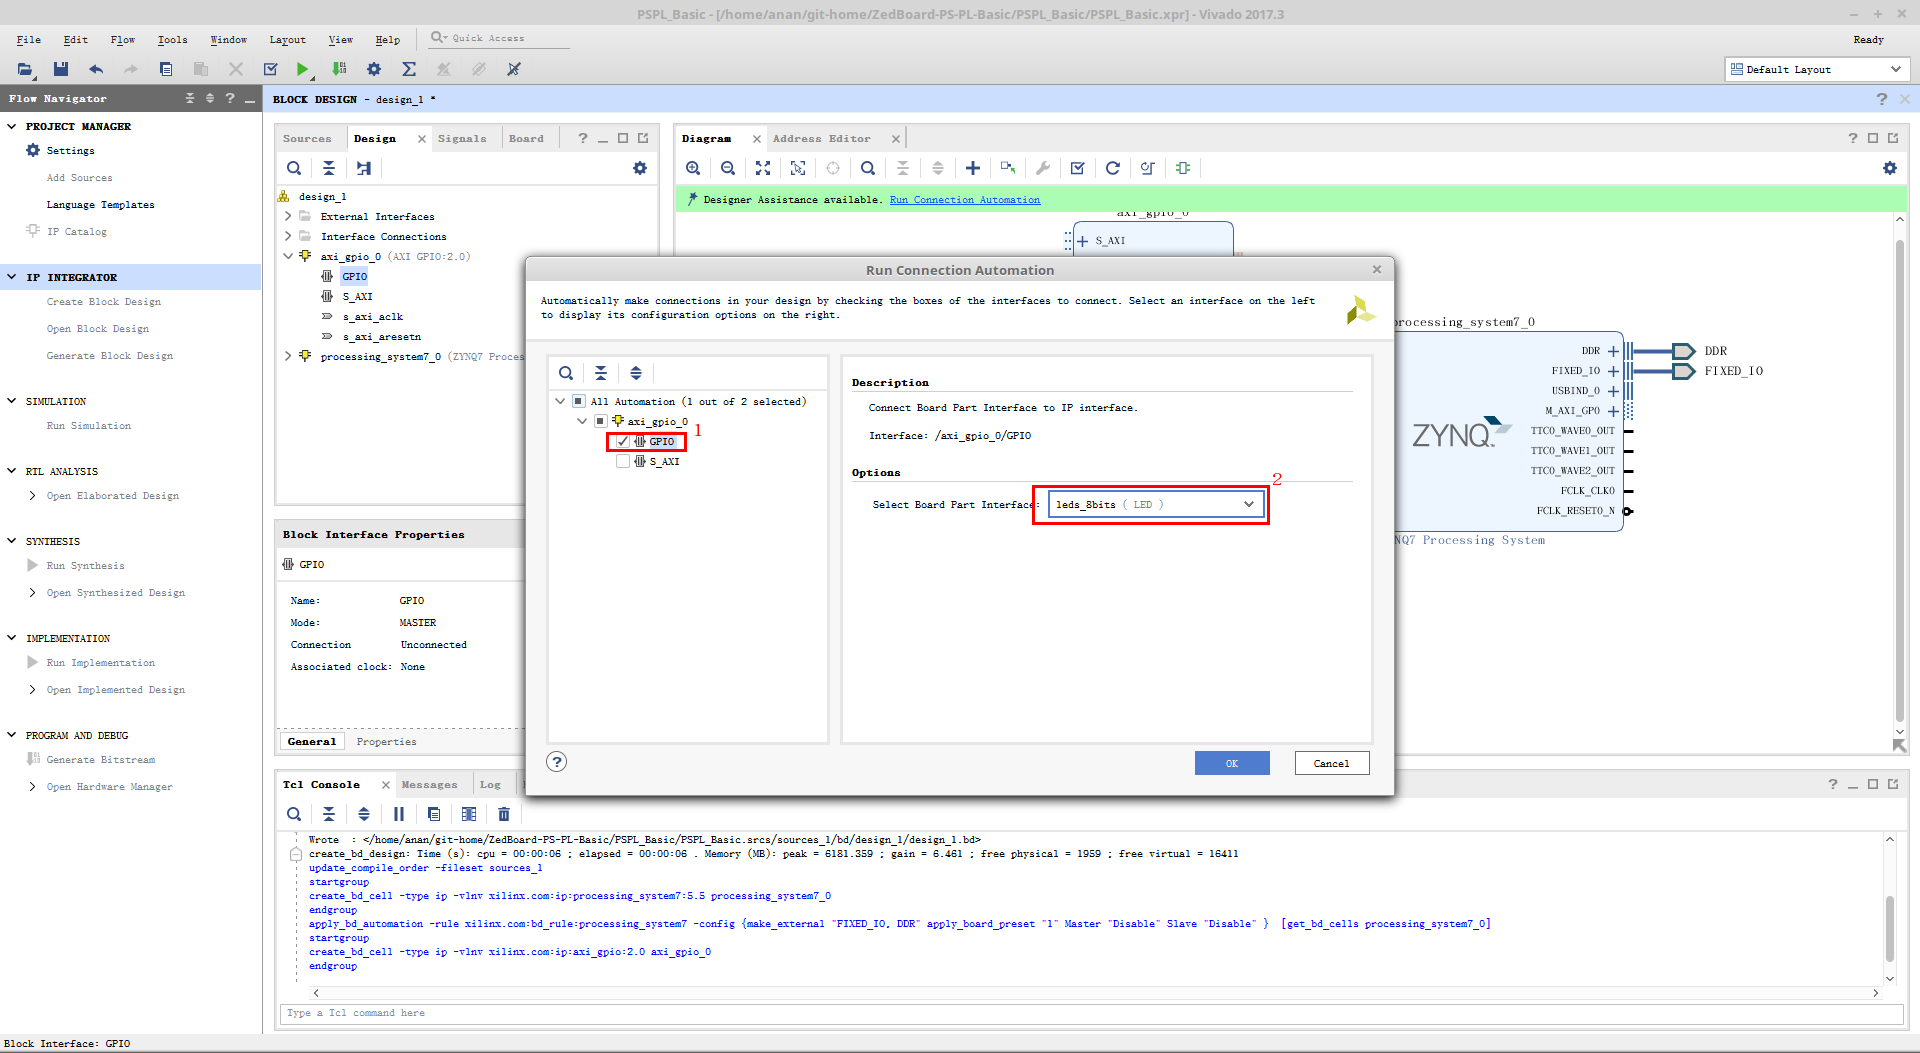 PSPL_Basic - [/home/anan/git-home/ZedBoard-PS-PL-Basic/PSPL_Basic/PSPL_Basic.xpr] - Vivado 2017.3
File Edit Flow Tools Window Layout View Help Quick Access
Ready
Default Layout
Flow Navigator
PROJECT MANAGER
Settings
Add Sources
Language Templates
IP Catalog
IP INTEGRATOR
Create Block Design
Open Block Design
Generate Block Design
SIMULATION
Run Simulation
RTL ANALYSIS
Open Elaborated Design
SYNTHESIS
Run Synthesis
Open Synthesized Design
IMPLEMENTATION
Run Implementation
Open Implemented Design
PROGRAM AND DEBUG
Generate Bitstream
Open Hardware Manager
BLOCK DESIGN - design_1 *
Sources Design Signals Board
design_1
External Interfaces
Interface Connections
axi_gpio_0 (AXI GPIO:2.0)
GPIO
S_AXI
s_axi_aclk
s_axi_aresetn
processing_system7_0 (ZYNQ7 Proces
Block Interface Properties
GPIO
Name: GPIO
Mode: MASTER
Connection Unconnected
Associated clock: None
General Properties
Diagram Address Editor
Designer Assistance available. Run Connection Automation
axi_gpio_0
S_AXI
processing_system7_0
DDR
FIXED_IO
USBIND_0
M_AXI_GP0
TTC0_WAVE0_OUT
TTC0_WAVE1_OUT
TTC0_WAVE2_OUT
FCLK_CLK0
FCLK_RESET0_N
ZYNQ
DDR
FIXED_IO
NQ7 Processing System
Run Connection Automation
Automatically make connections in your design by checking the boxes of the interfaces to connect. Select an interface on the left
to display its configuration options on the right.
All Automation (1 out of 2 selected)
axi_gpio_0
GPIO
1
S_AXI
Description
Connect Board Part Interface to IP interface.
Interface: /axi_gpio_0/GPIO
Options
2
Select Board Part Interface: leds_8bits ( LED )
OK Cancel
Tcl Console Messages Log
Wrote : </home/anan/git-home/ZedBoard-PS-PL-Basic/PSPL_Basic/PSPL_Basic.srcs/sources_1/bd/design_1/design_1.bd>
create_bd_design: Time (s): cpu = 00:00:06 ; elapsed = 00:00:06 . Memory (MB): peak = 6181.359 ; gain = 6.461 ; free physical = 1959 ; free virtual = 16411
update_compile_order -fileset sources_1
startgroup
create_bd_cell -type ip -vlnv xilinx.com:ip:processing_system7:5.5 processing_system7_0
endgroup
apply_bd_automation -rule xilinx.com:bd_rule:processing_system7 -config {make_external "FIXED_IO, DDR" apply_board_preset "1" Master "Disable" Slave "Disable" } [get_bd_cells processing_system7_0]
startgroup
create_bd_cell -type ip -vlnv xilinx.com:ip:axi_gpio:2.0 axi_gpio_0
endgroup
Type a Tcl command here
Block Interface: GPIO